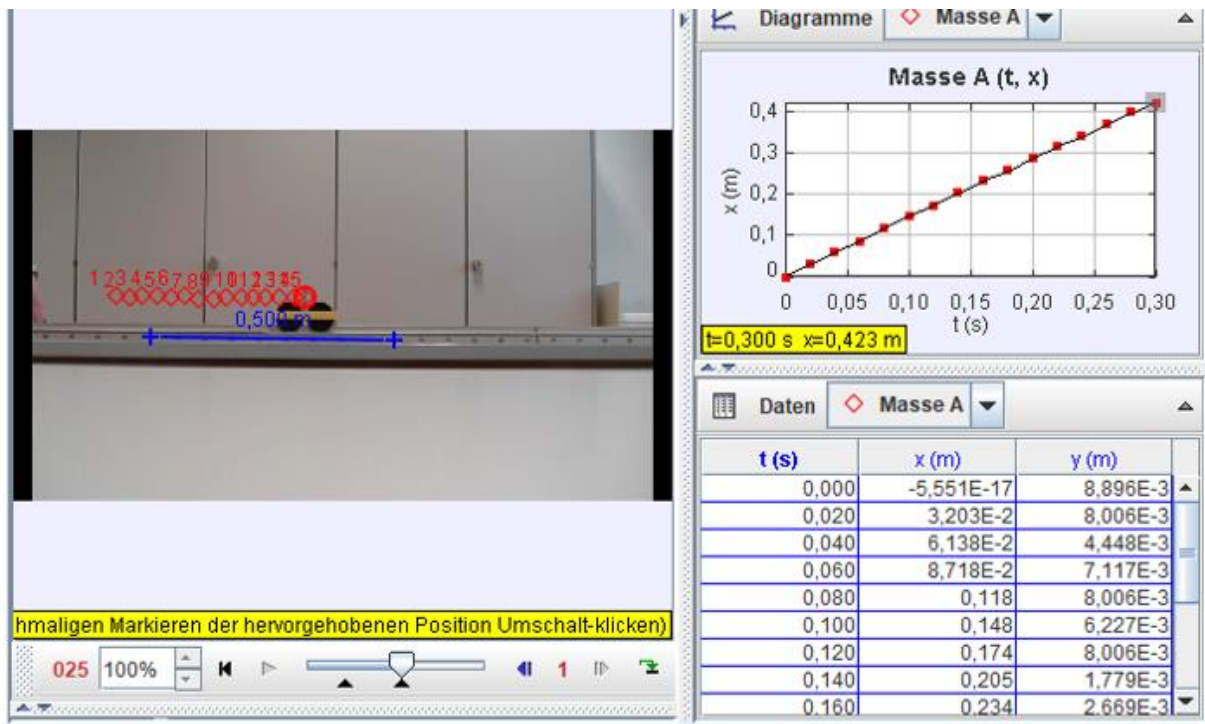 Diagramme Masse A
Masse A (t, x)
0,4
0,3
0,2
0,1
0
x (m)
0 0,05 0,10 0,15 0,20 0,25 0,30
t (s)
t=0,300 s x=0,423 m
0,500 m
hmaligen Markieren der hervorgehobenen Position Umschalt-klicken)
025 100% 1
Daten Masse A
t (s) x (m) y (m)
0,000 -5,551E-17 8,896E-3
0,020 3,203E-2 8,006E-3
0,040 6,138E-2 4,448E-3
0,060 8,718E-2 7,117E-3
0,080 0,118 8,006E-3
0,100 0,148 6,227E-3
0,120 0,174 8,006E-3
0,140 0,205 1,779E-3
0,160 0,234 2,669E-3